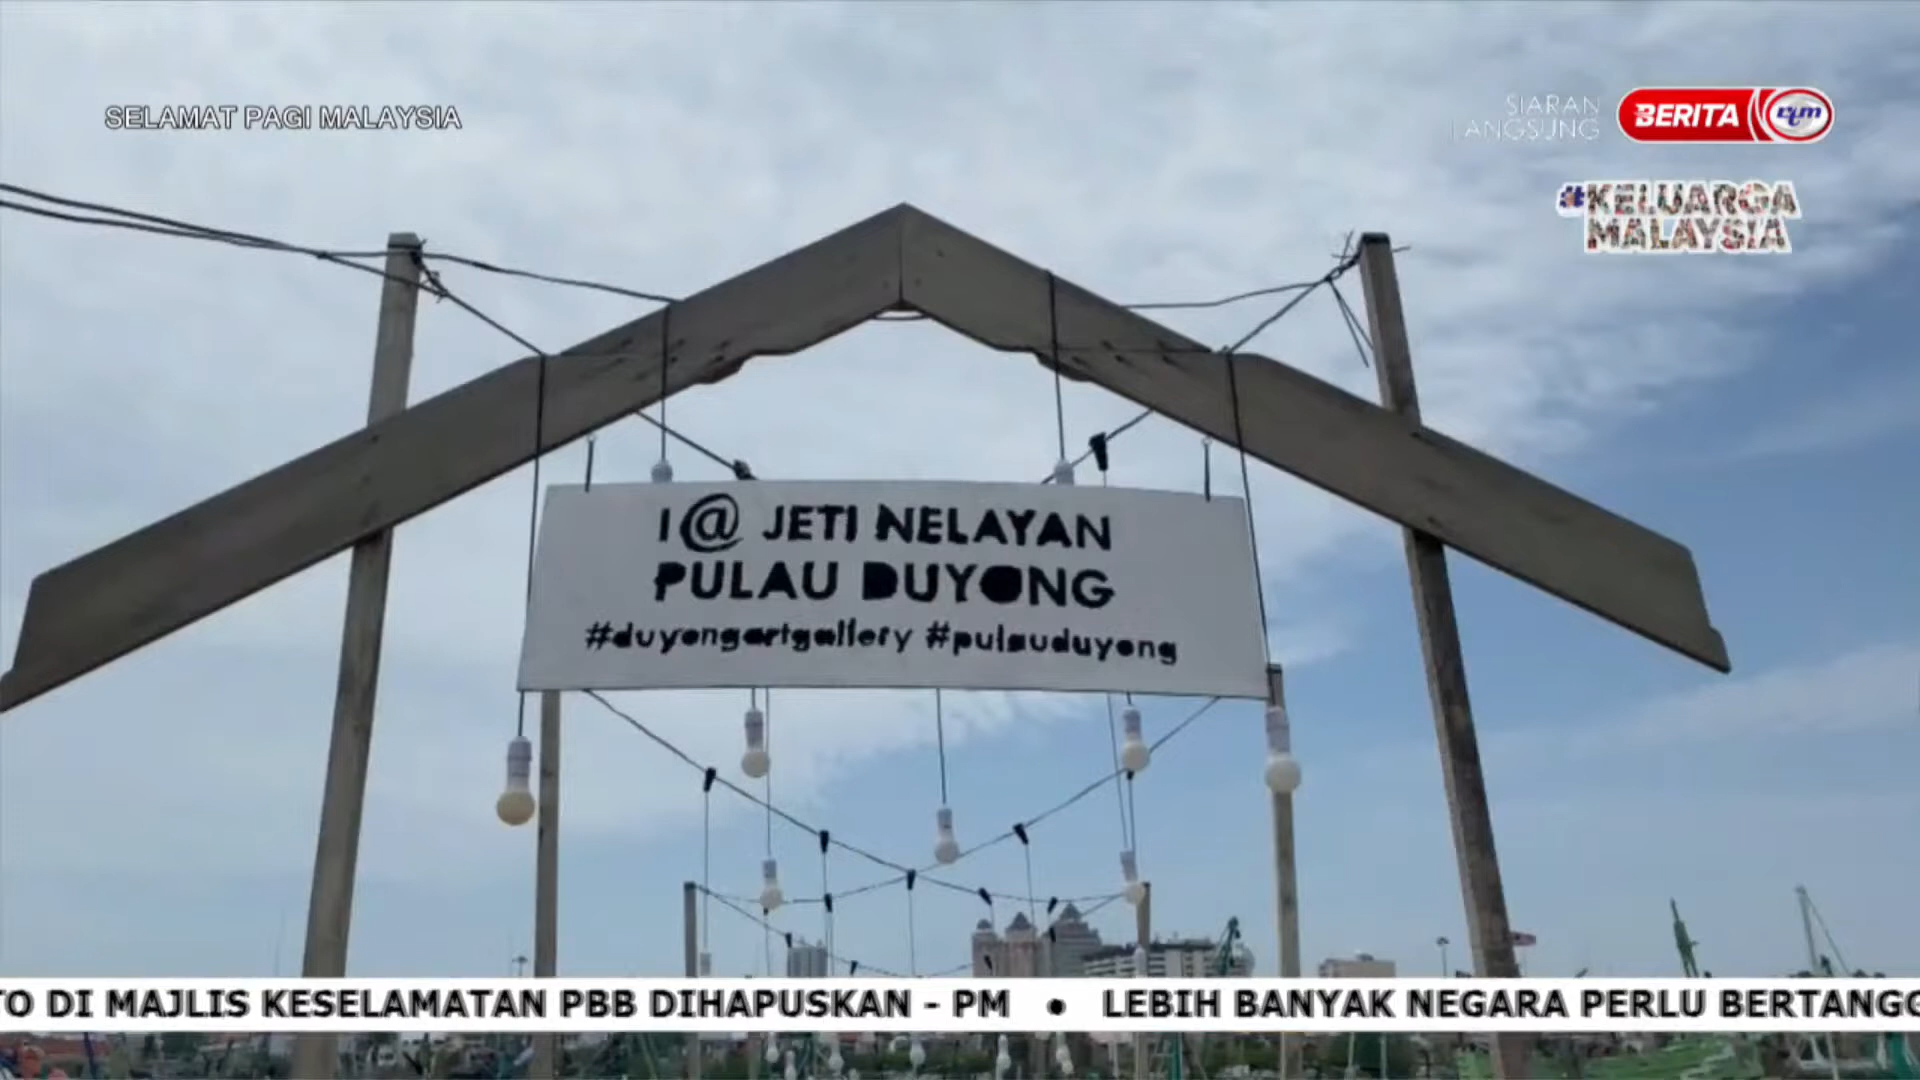 SELAMAT PAGI MALAYSIA
SIARAN
LANGSUNG
BERITA rtm
#KELUARGA
MALAYSIA
I @ JETI NELAYAN
PULAU DUYONG
#duyongartgallery #pulauduyong
TO DI MAJLIS KESELAMATAN PBB DIHAPUSKAN - PM • LEBIH BANYAK NEGARA PERLU BERTANGG